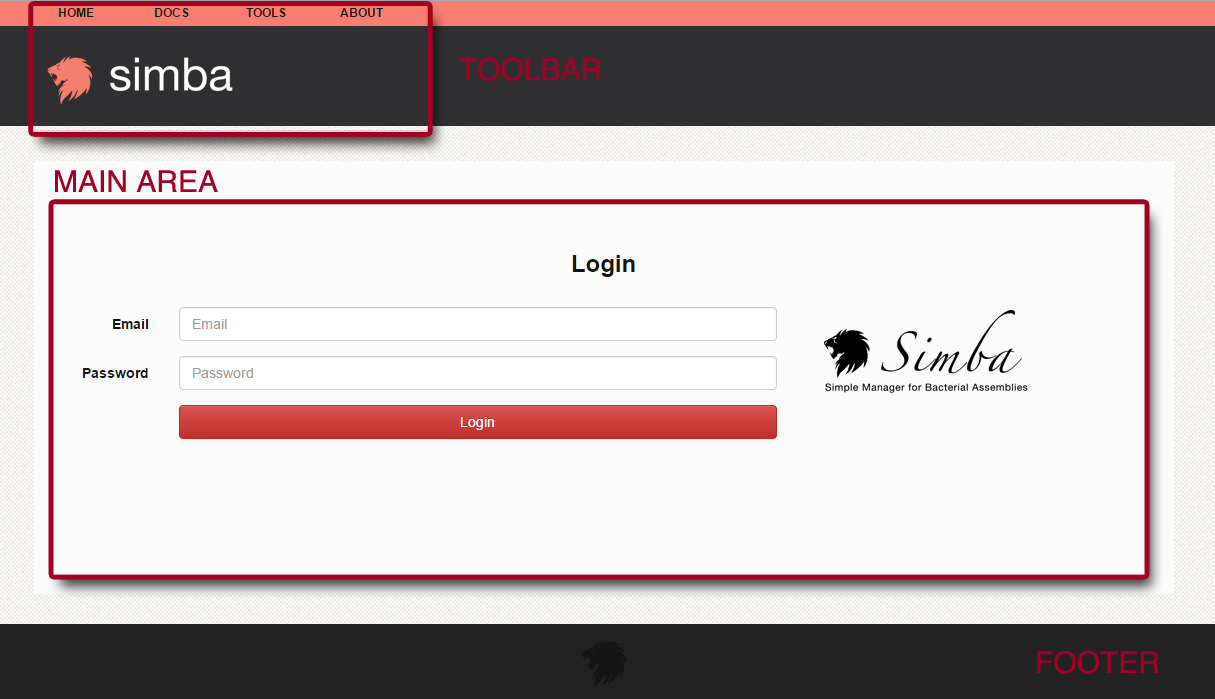 HOME DOCS TOOLS ABOUT
simba
TOOLBAR
MAIN AREA
Login
Email Email
Password Password
Login
Simba
Simple Manager for Bacterial Assemblies
FOOTER